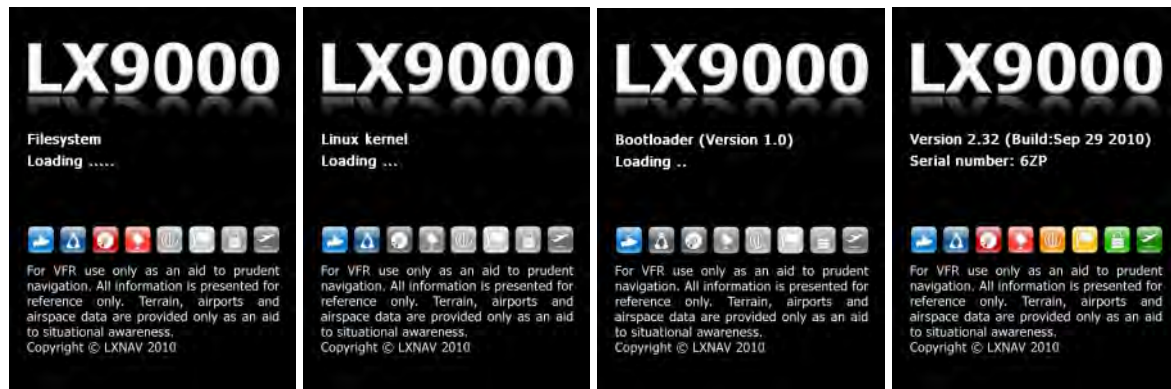 LX9000
Filesystem
Loading .....
For VFR use only as an aid to prudent
navigation. All information is presented for
reference only. Terrain, airports and
airspace data are provided only as an aid
to situational awareness.
Copyright © LXNAV 2010
LX9000
Linux kernel
Loading ...
For VFR use only as an aid to prudent
navigation. All information is presented for
reference only. Terrain, airports and
airspace data are provided only as an aid
to situational awareness.
Copyright © LXNAV 2010
LX9000
Bootloader (Version 1.0)
Loading ..
For VFR use only as an aid to prudent
navigation. All information is presented for
reference only. Terrain, airports and
airspace data are provided only as an aid
to situational awareness.
Copyright © LXNAV 2010
LX9000
Version 2.32 (Build:Sep 29 2010)
Serial number: 6ZP
For VFR use only as an aid to prudent
navigation. All information is presented for
reference only. Terrain, airports and
airspace data are provided only as an aid
to situational awareness.
Copyright © LXNAV 2010